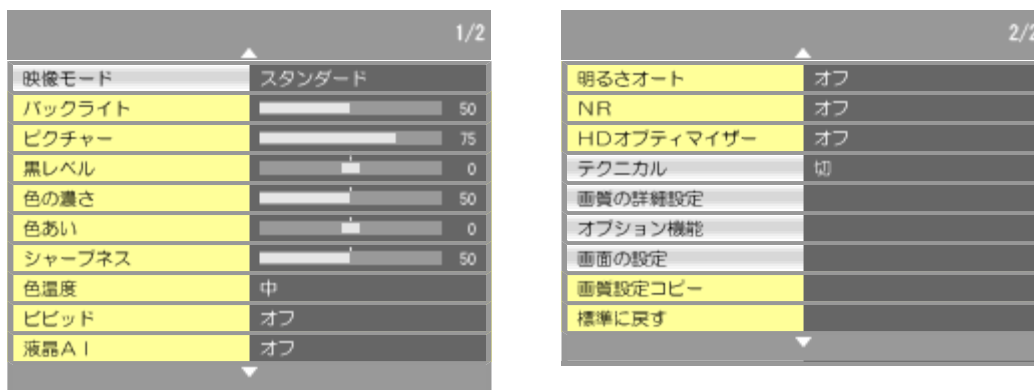 1/2
映像モード スタンダード
バックライト 50
ピクチャー 75
黒レベル 0
色の濃さ 50
色あい 0
シャープネス 50
色温度 中
ビビッド オフ
液晶AI オフ
2/2
明るさオート オフ
NR オフ
HDオプティマイザー オフ
テクニカル 切
画質の詳細設定
オプション機能
画面の設定
画質設定コピー
標準に戻す